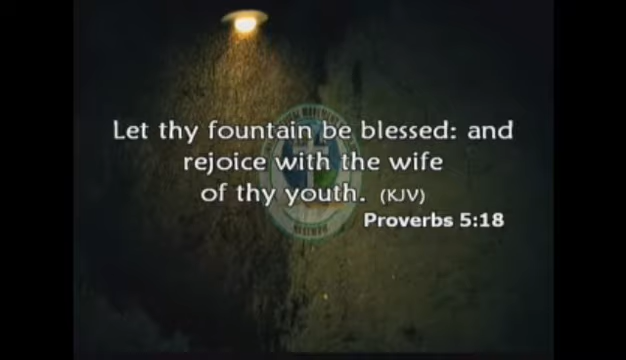 Let thy fountain be blessed: and
rejoice with the wife
of thy youth. (KJV)
Proverbs 5:18